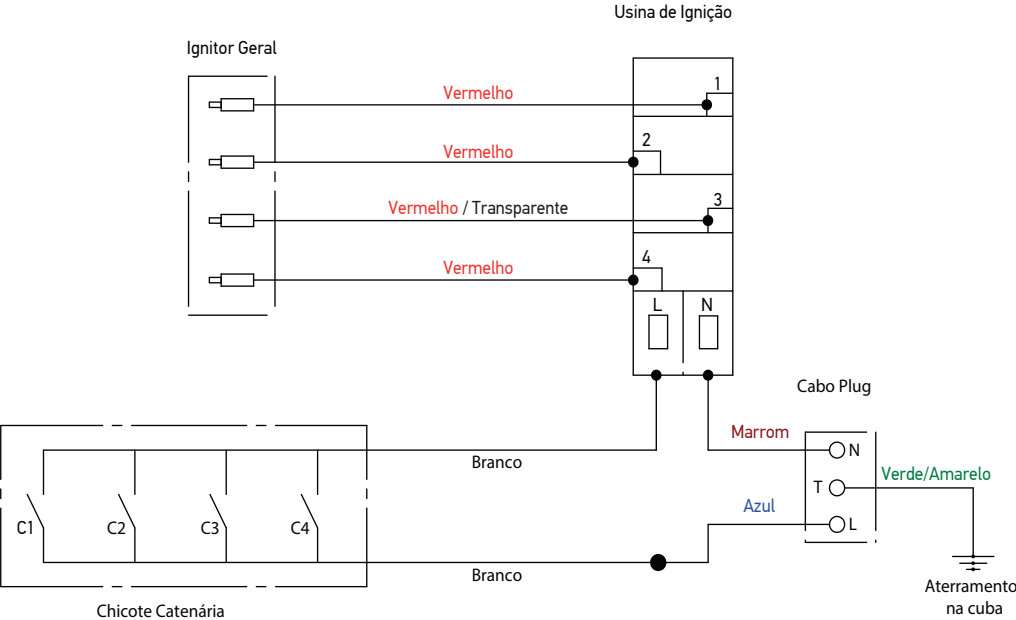 Usina de Ignição
Ignitor Geral
Vermelho
1
Vermelho
2
Vermelho / Transparente
3
Vermelho
4
L N
Cabo Plug
Marrom
N
Branco
Verde/Amarelo
T
Azul
L
C1 C2 C3 C4
Branco
Aterramento
na cuba
Chicote Catenária